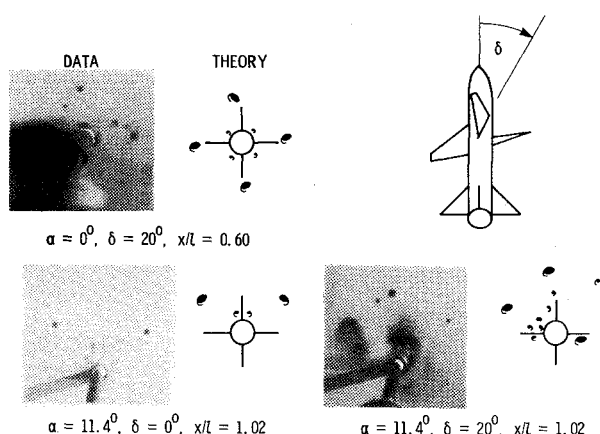 DATA
THEORY
δ
α = 0⁰, δ = 20⁰, x/l = 0.60
α = 11.4⁰, δ = 0⁰, x/l = 1.02
α = 11.4⁰, δ = 20⁰, x/l = 1.02